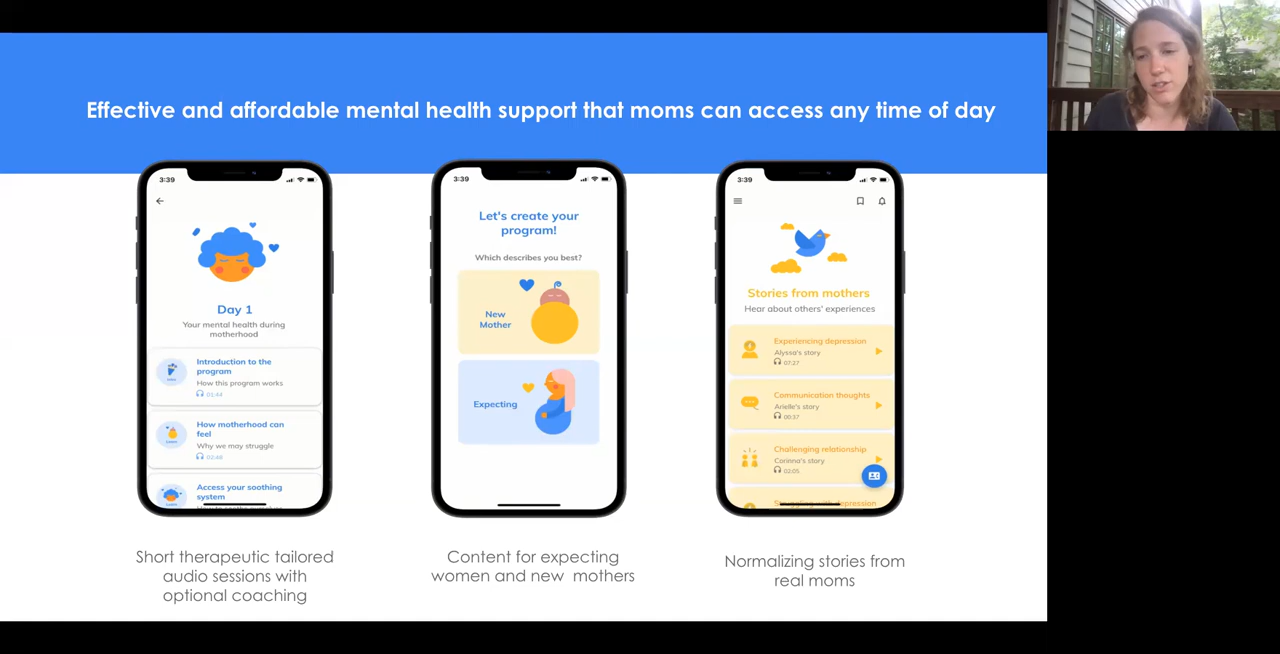 Effective and affordable mental health support that moms can access any time of day
3:39
Day 1
Your mental health during
motherhood
Introduction to the
program
How this program works
01:44
How motherhood can
feel
Why we may struggle
02:48
Access your soothing
system
3:39
Let's create your
program!
Which describes you best?
New
Mother
Expecting
3:39
Stories from mothers
Hear about others' experiences
Experiencing depression
Alyssa's story
07:27
Communication thoughts
Arielle's story
Challenging relationship
Corinna's story
02:05
Struggling with depression
Short therapeutic tailored
audio sessions with
optional coaching
Content for expecting
women and new mothers
Normalizing stories from
real moms